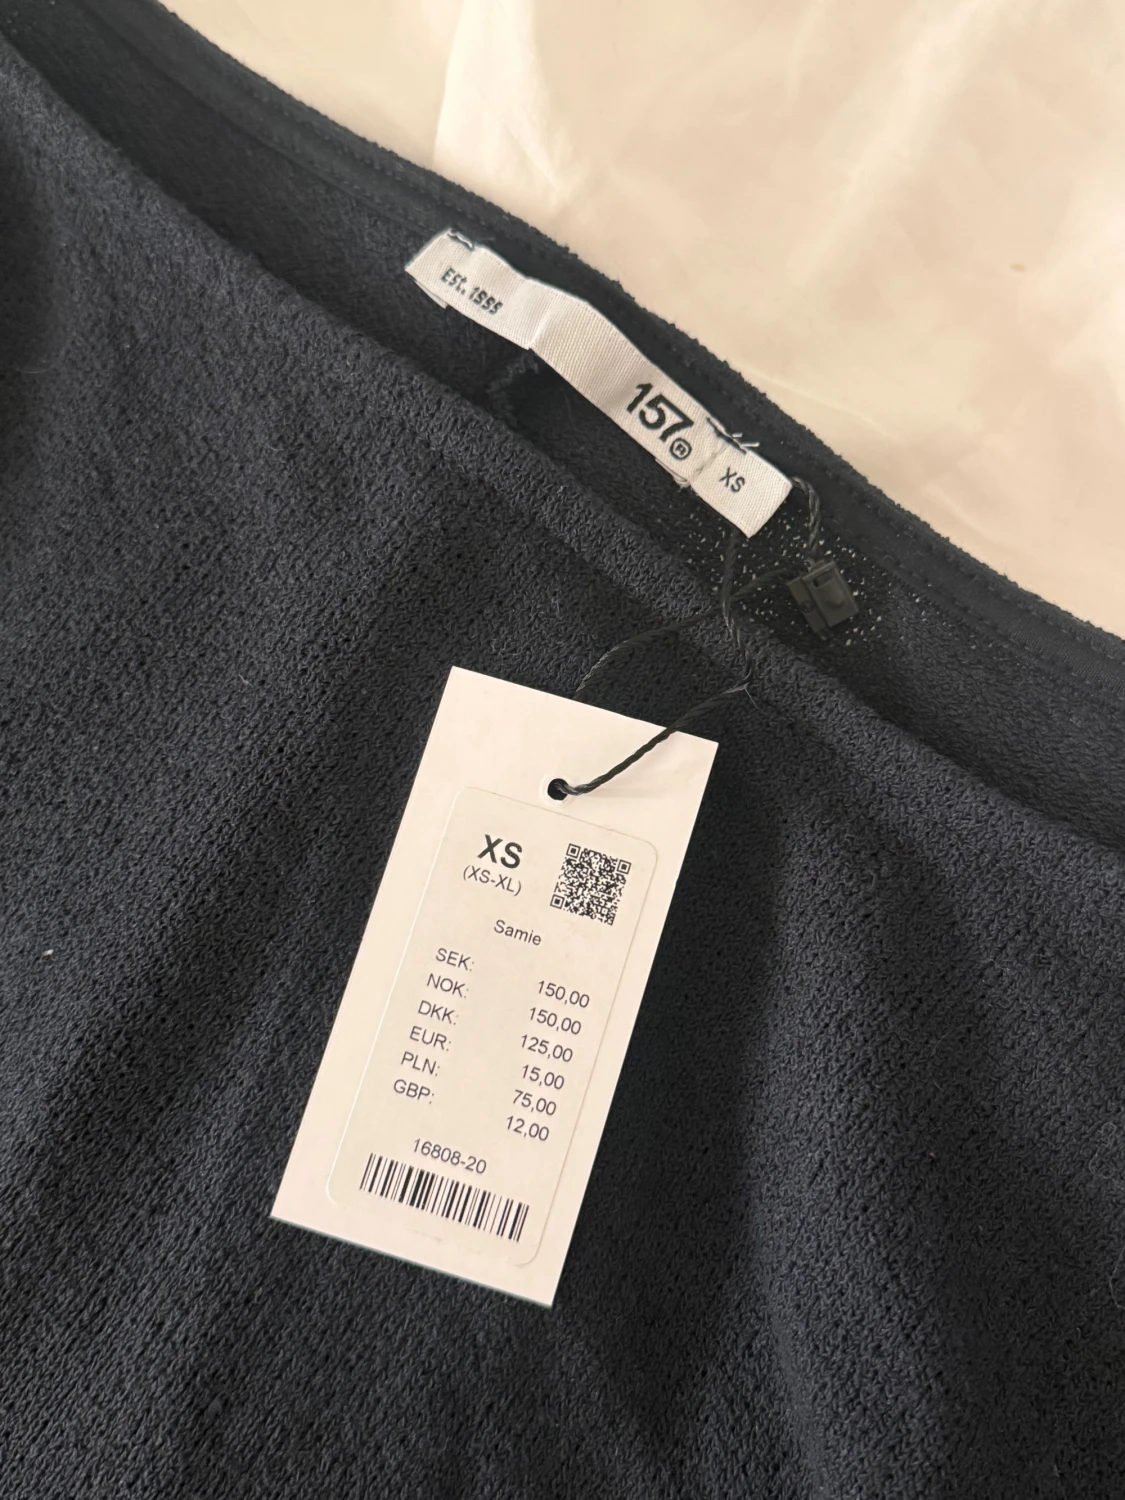 EST. 1995
157®
XS
XS
(XS-XL)
Samie
SEK: 150,00
NOK: 150,00
DKK: 125,00
EUR: 15,00
PLN: 75,00
GBP: 12,00
16808-20